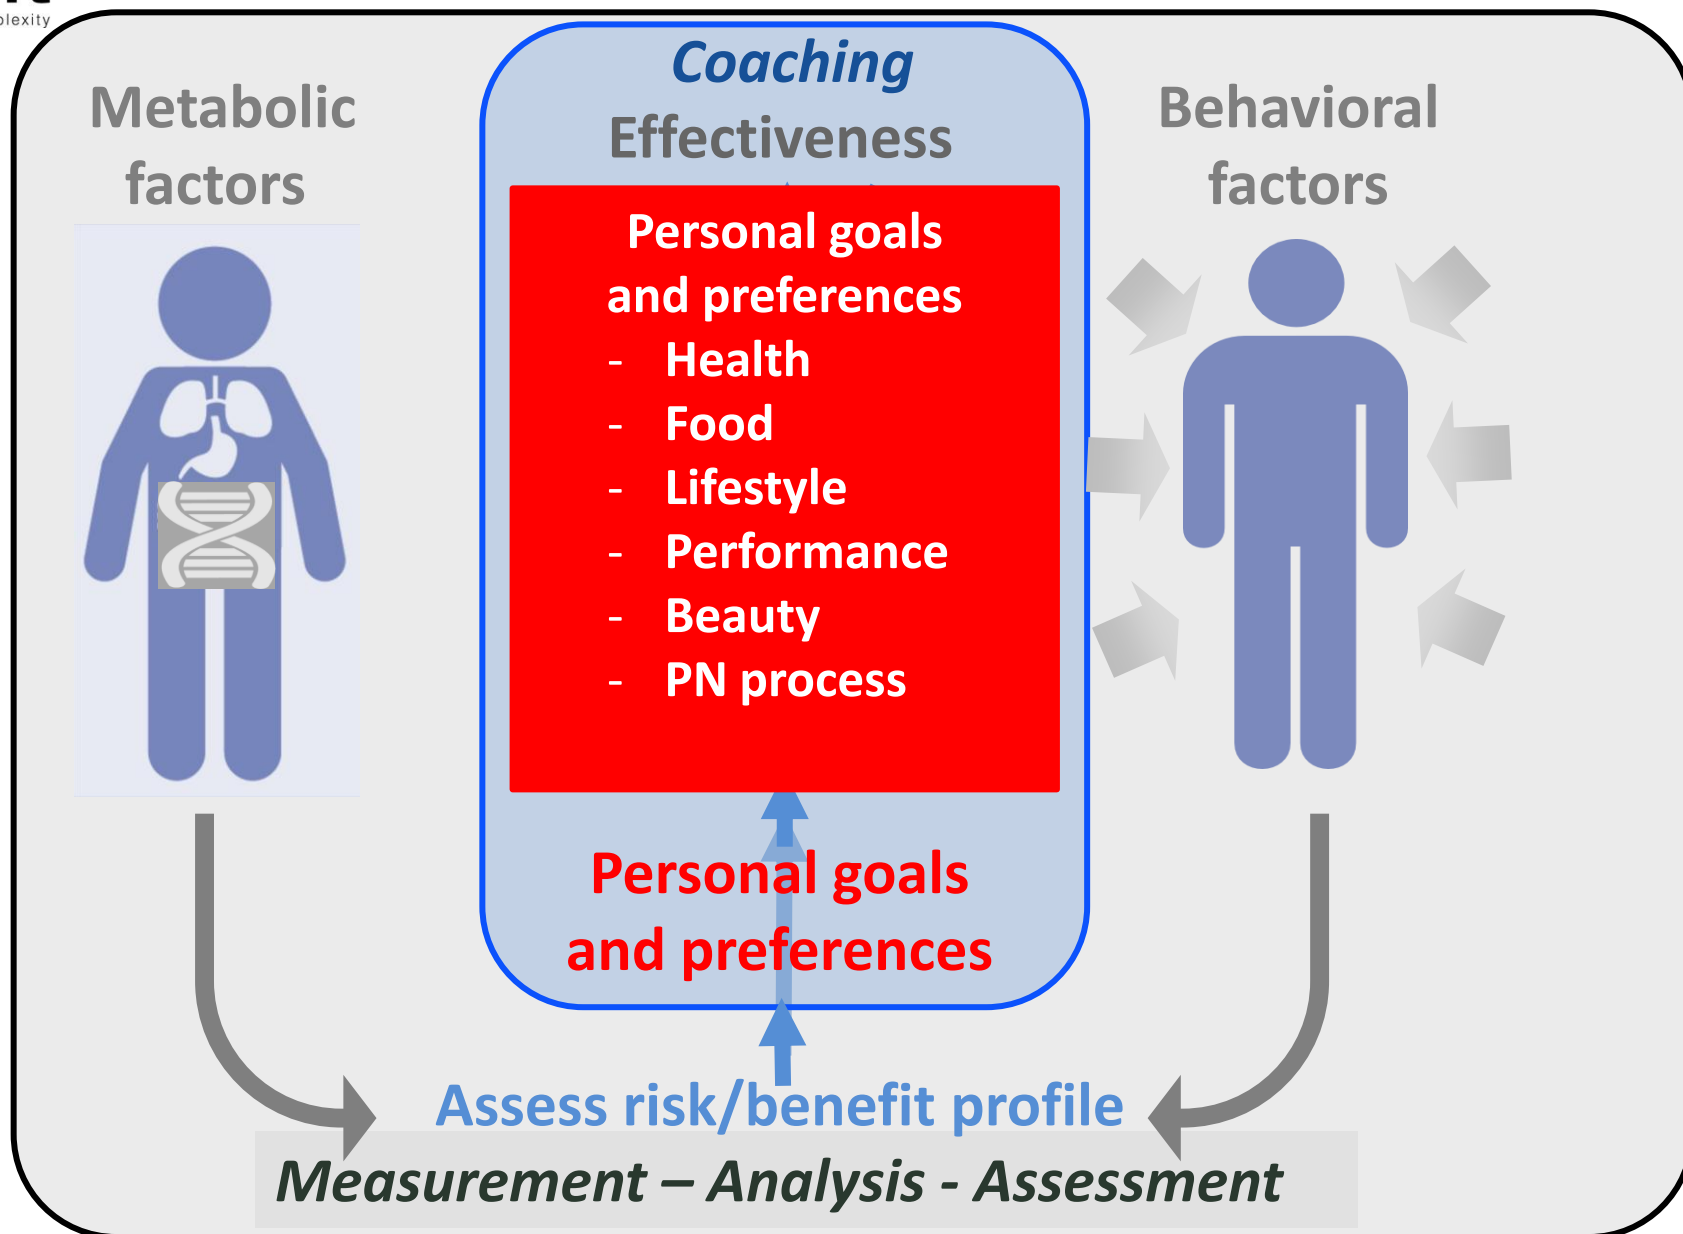 plexity
Coaching
Effectiveness
Metabolic
factors
Behavioral
factors
Personal goals
and preferences
- Health
- Food
- Lifestyle
- Performance
- Beauty
- PN process
Personal goals
and preferences
Assess risk/benefit profile
Measurement – Analysis - Assessment